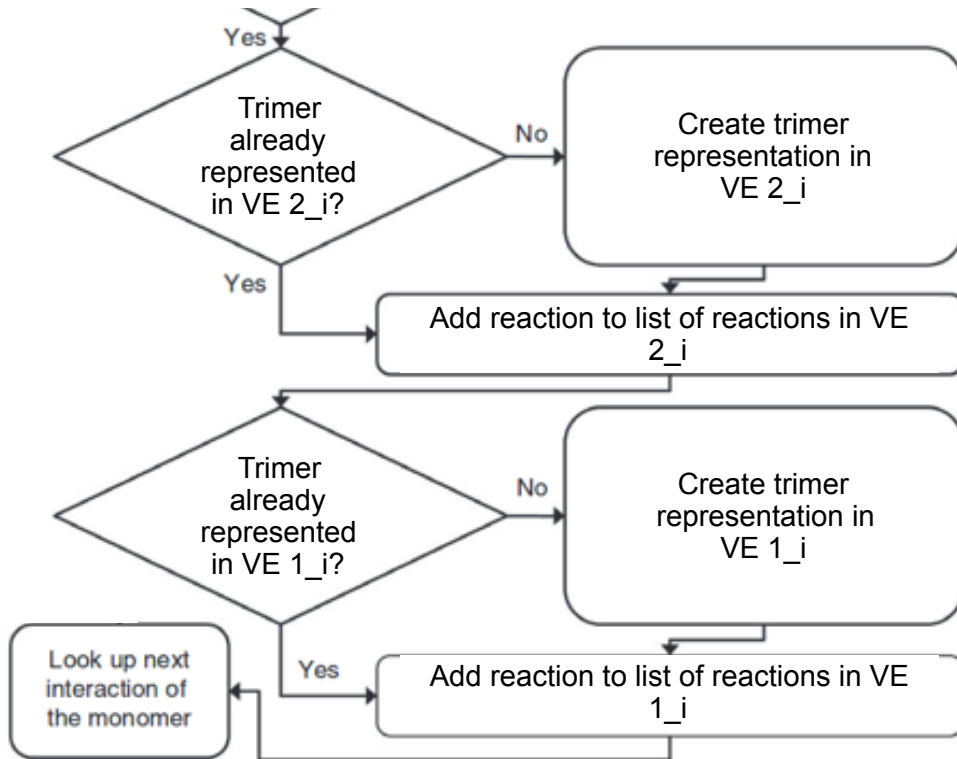 Yes
Trimer
already
represented
in VE 2_i?
No
Create trimer
representation in
VE 2_i
Yes
Add reaction to list of reactions in VE
2_i
Trimer
already
represented
in VE 1_i?
No
Create trimer
representation in
VE 1_i
Look up next
interaction of
the monomer
Yes
Add reaction to list of reactions in VE
1_i